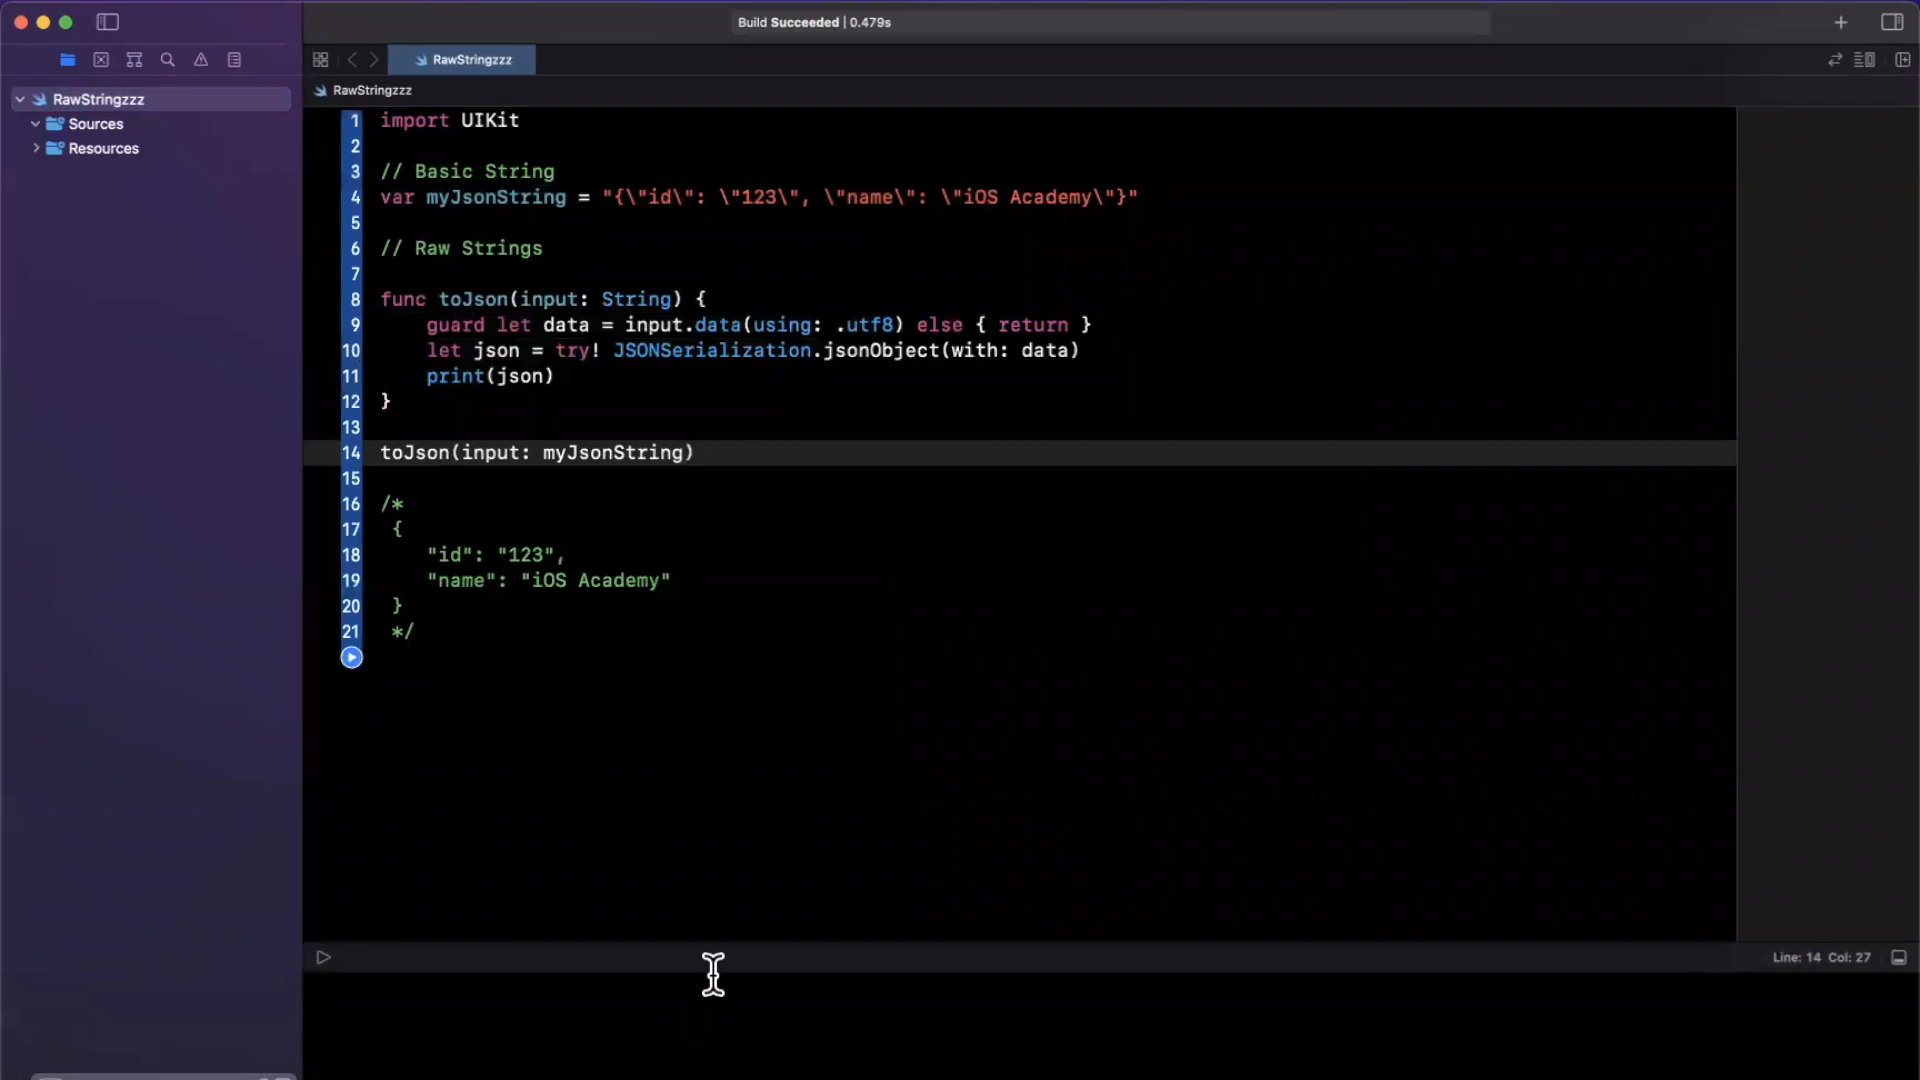 Build Succeeded | 0.479s
RawStringzzz
RawStringzzz
RawStringzzz
Sources
Resources
1 import UIKit
2
3 // Basic String
4 var myJsonString = "{\"id\": \"123\", \"name\": \"iOS Academy\"}"
5
6 // Raw Strings
7
8 func toJson(input: String) {
9 guard let data = input.data(using: .utf8) else { return }
10 let json = try! JSONSerialization.jsonObject(with: data)
11 print(json)
12 }
13
14 toJson(input: myJsonString)
15
16 /*
17 {
18 "id": "123",
19 "name": "iOS Academy"
20 }
21 */
Line: 14 Col: 27